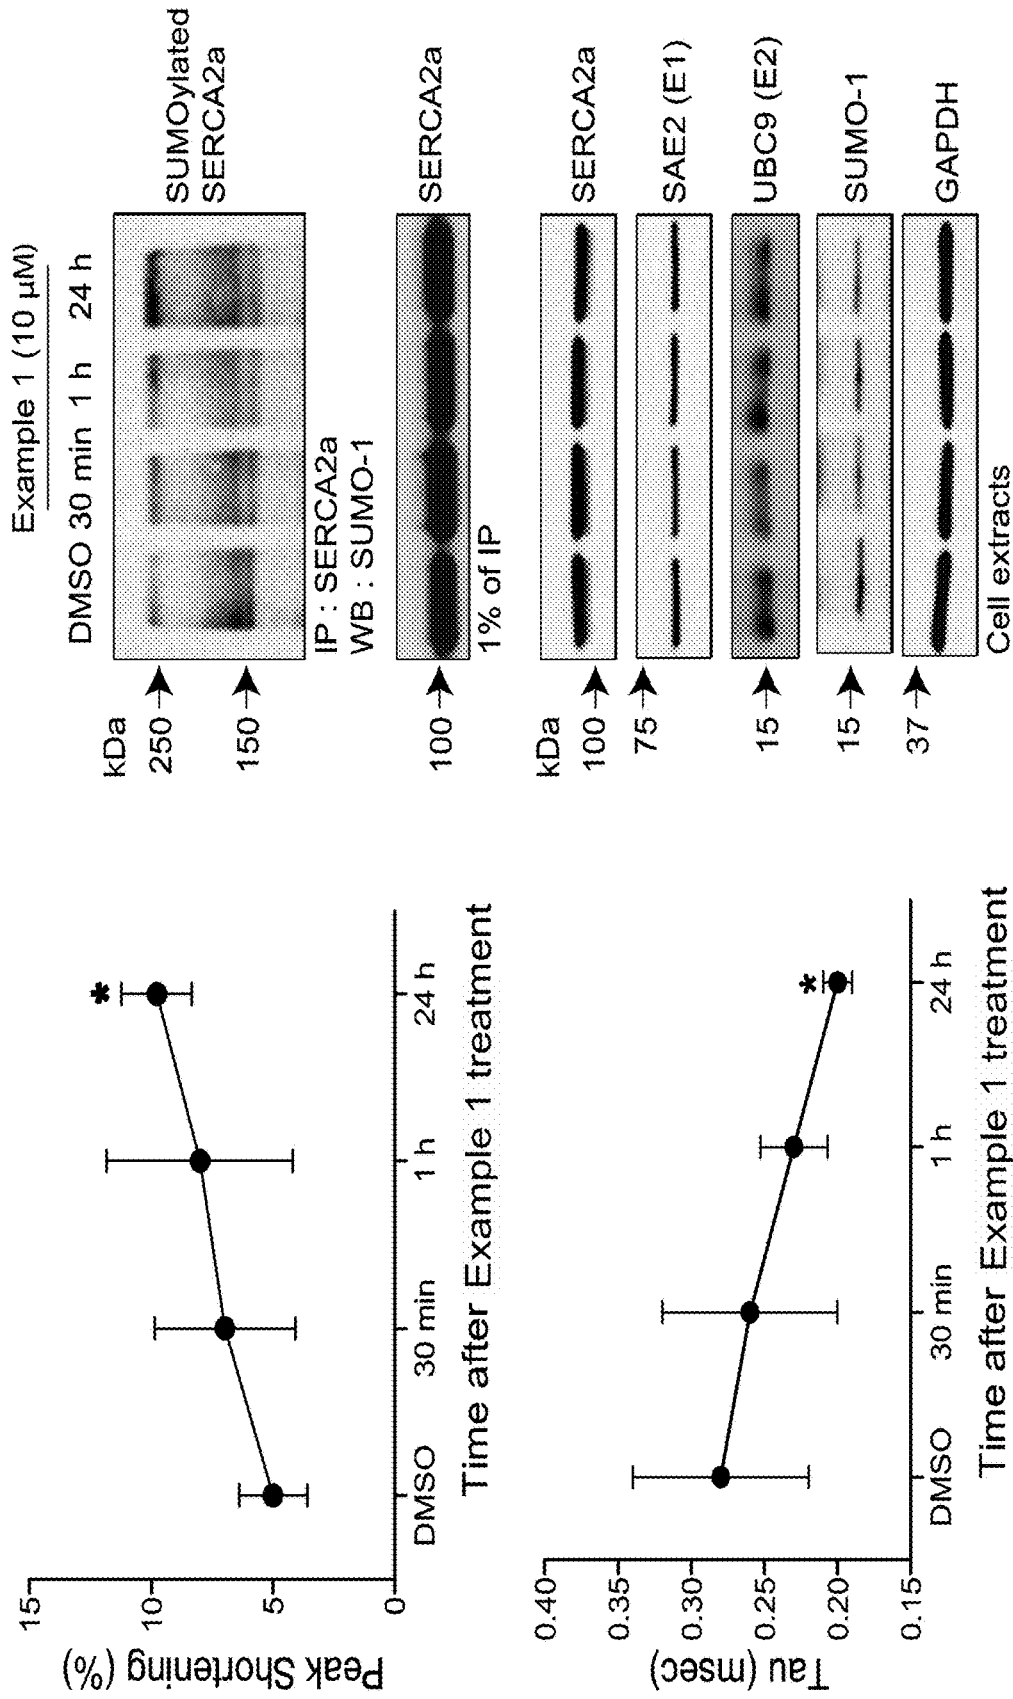 Peak Shortening (%)
15
10
5
0
DMSO 30 min 1 h 24 h
*
Time after Example 1 treatment
Tau (msec)
0.40
0.35
0.30
0.25
0.20
0.15
DMSO 30 min 1 h 24 h
*
Time after Example 1 treatment
Example 1 (10 µM)
DMSO 30 min 1 h 24 h
kDa
250
150
SUMOylated
SERCA2a
IP : SERCA2a
WB : SUMO-1
100
SERCA2a
1% of IP
kDa
100
SERCA2a
75
SAE2 (E1)
15
UBC9 (E2)
15
SUMO-1
37
GAPDH
Cell extracts